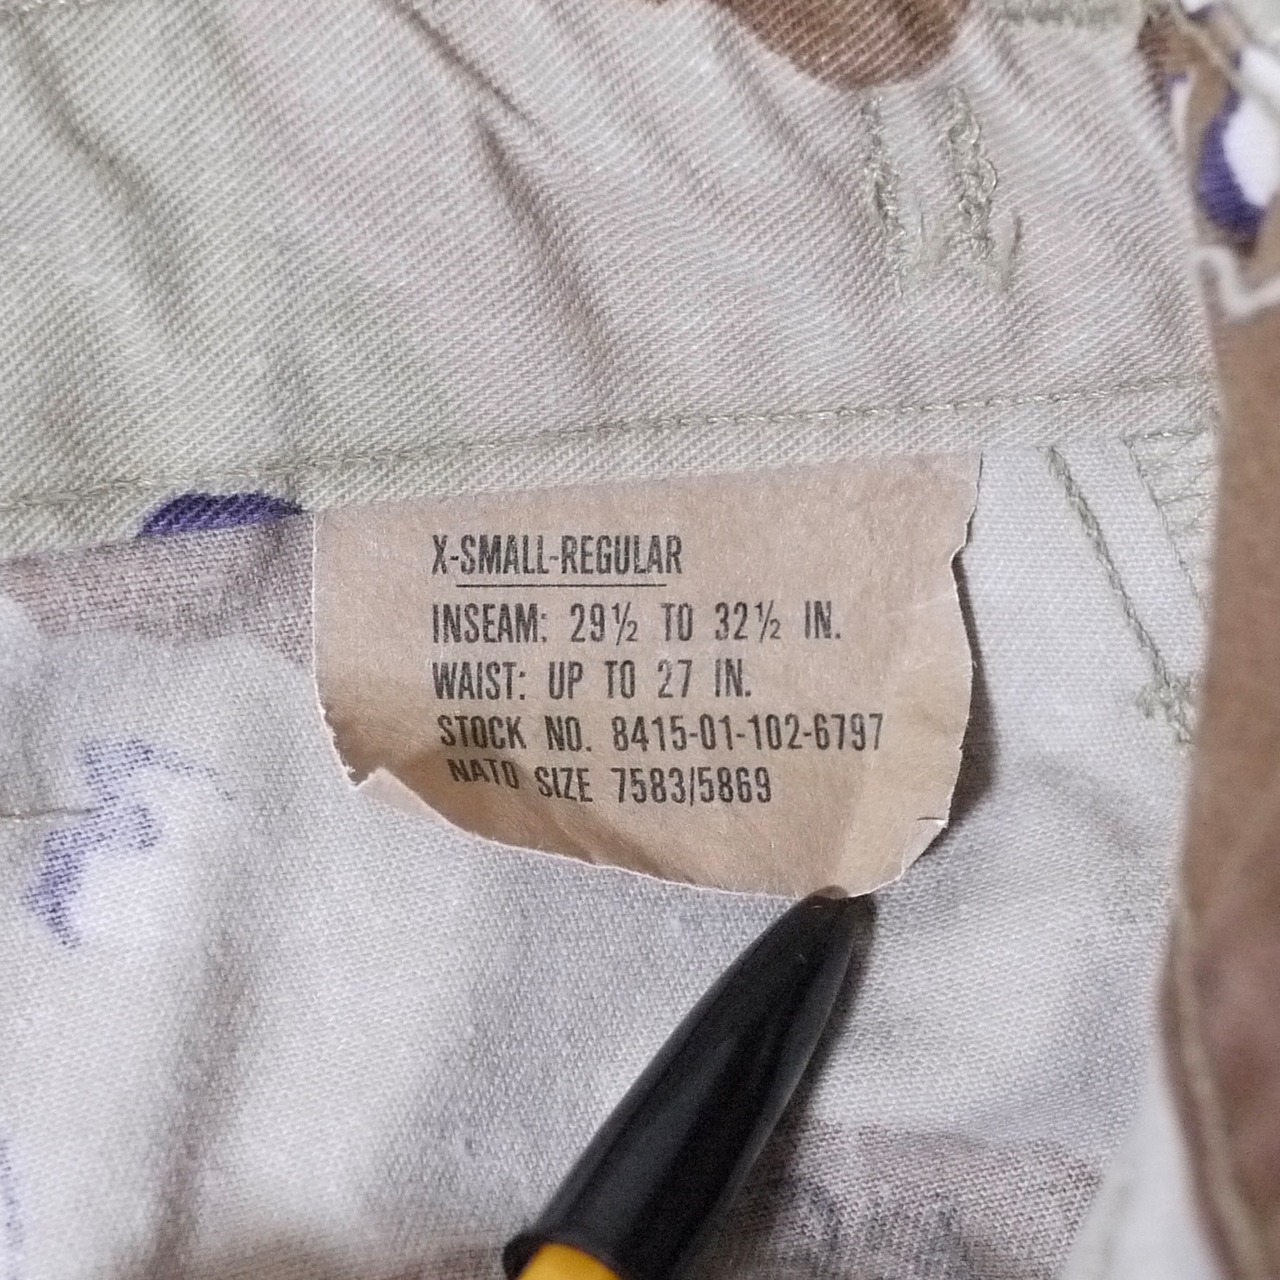 X-SMALL-REGULAR
INSEAM: 29½ TO 32½ IN.
WAIST: UP TO 27 IN.
STOCK NO. 8415-01-102-6797
NATO SIZE 7583/5869